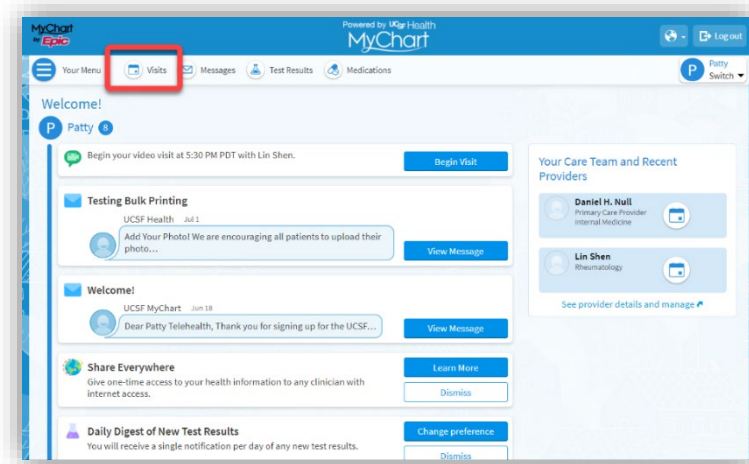 MyChart
by Epic
Powered by UCSF Health
MyChart
Log out
Your Menu
Visits
Messages
Test Results
Medications
P
Patty
Switch
Welcome!
P
Patty
8
Begin your video visit at 5:30 PM PDT with Lin Shen.
Begin Visit
Testing Bulk Printing
UCSF Health Jul 1
Add Your Photo! We are encouraging all patients to upload their
photo...
View Message
Welcome!
UCSF MyChart Jun 18
Dear Patty Telehealth, Thank you for signing up for the UCSF...
View Message
Share Everywhere
Give one-time access to your health information to any clinician with
internet access.
Learn More
Dismiss
Daily Digest of New Test Results
You will receive a single notification per day of any new test results.
Change preference
Dismiss
Your Care Team and Recent
Providers
Daniel H. Null
Primary Care Provider
Internal Medicine
Lin Shen
Rheumatology
See provider details and manage